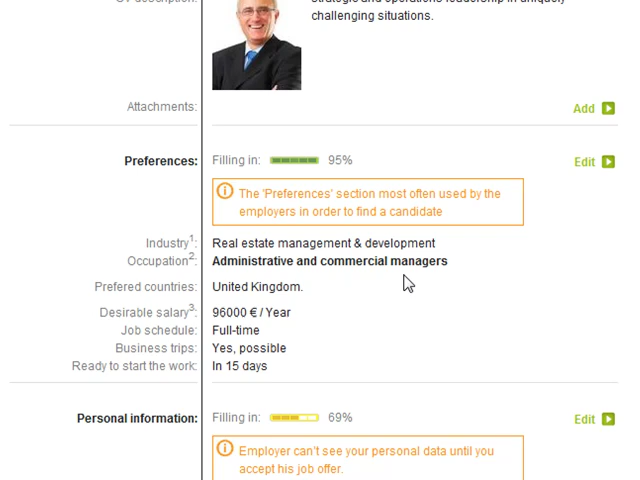 strategic and operations leadership in uniquely
challenging situations.
Attachments:
Add
Preferences:
Filling in: 95%
Edit
The 'Preferences' section most often used by the
employers in order to find a candidate
Industry1: Real estate management & development
Occupation2: Administrative and commercial managers
Prefered countries: United Kingdom.
Desirable salary3: 96000 € / Year
Job schedule: Full-time
Business trips: Yes, possible
Ready to start the work: In 15 days
Personal information:
Filling in: 69%
Edit
Employer can't see your personal data until you
accept his job offer.